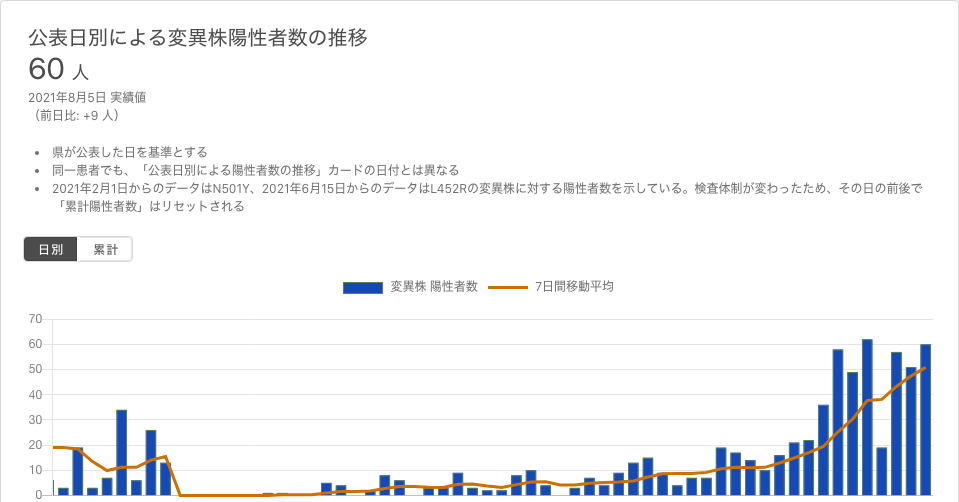 公表日別による変異株陽性者数の推移
60 人
2021年8月5日 実績値
（前日比: +9 人）
• 県が公表した日を基準とする
• 同一患者でも、「公表日別による陽性者数の推移」カードの日付とは異なる
• 2021年2月1日からのデータはN501Y、2021年6月15日からのデータはL452Rの変異株に対する陽性者数を示している。検査体制が変わったため、その日の前後で
「累計陽性者数」はリセットされる
日別 累計
変異株 陽性者数 7日間移動平均
70
60
50
40
30
20
10
0